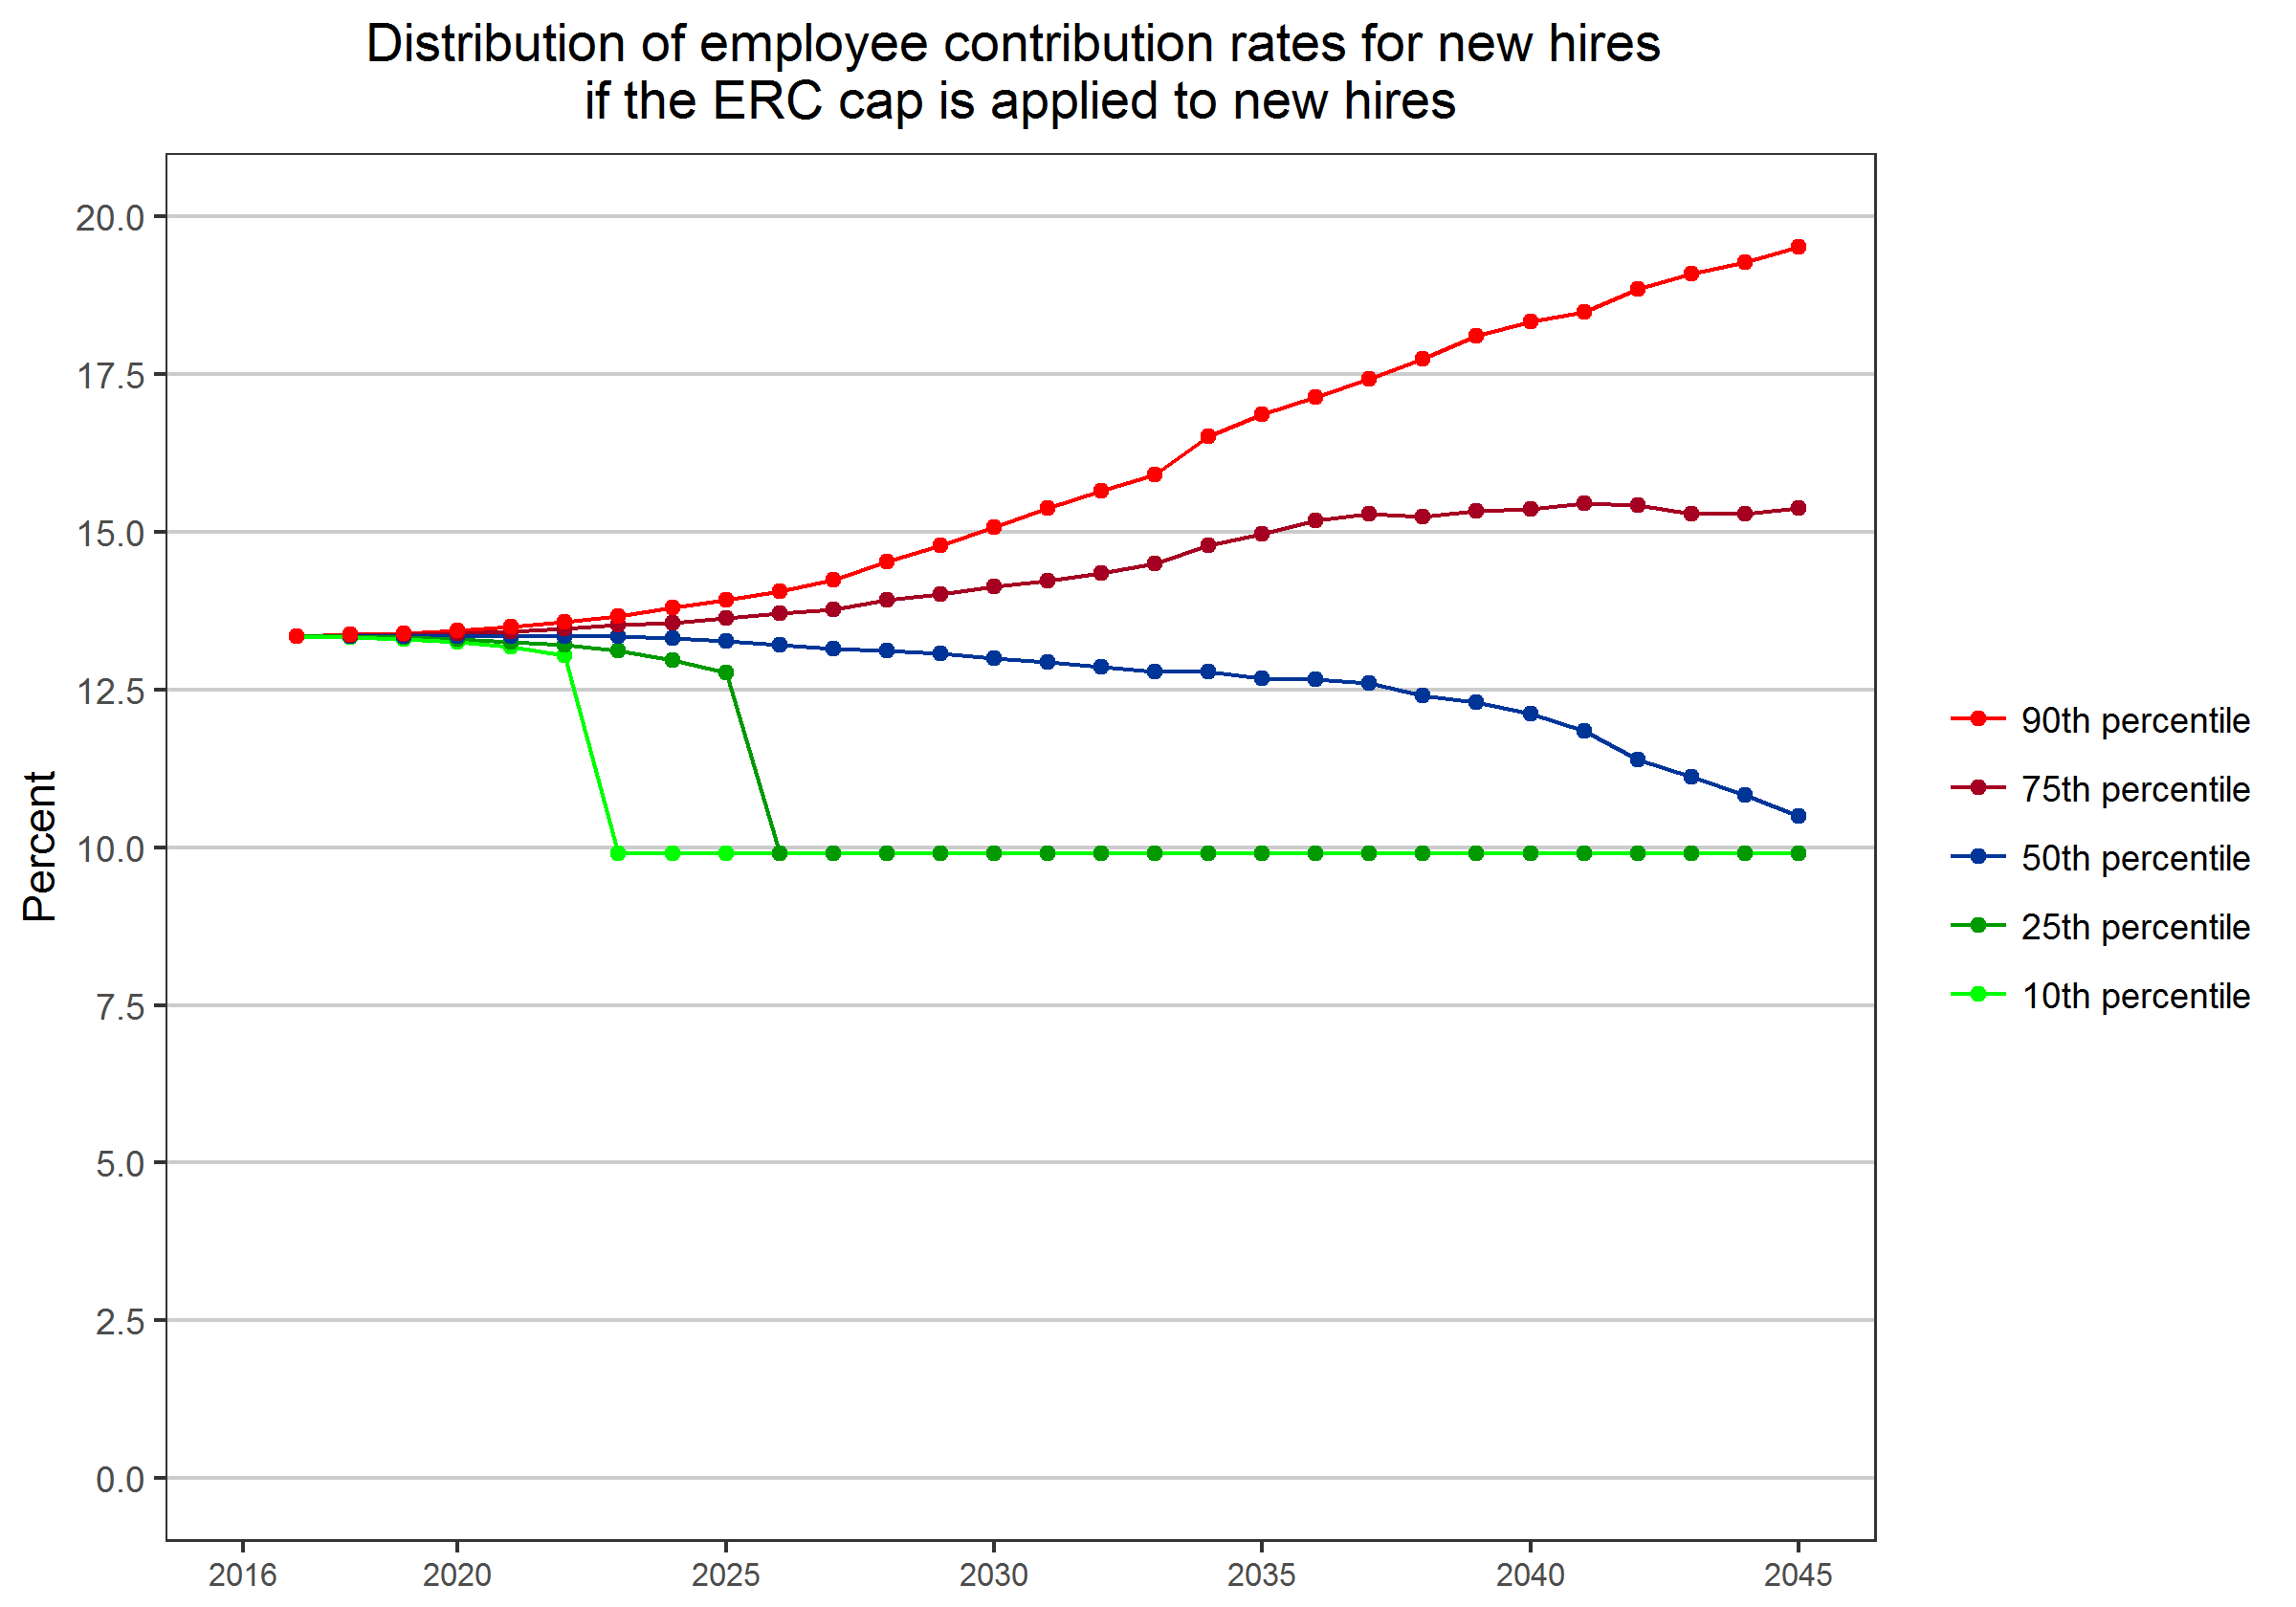 Distribution of employee contribution rates for new hires
if the ERC cap is applied to new hires
Percent
20.0
17.5
15.0
12.5
10.0
7.5
5.0
2.5
0.0
2016
2020
2025
2030
2035
2040
2045
90th percentile
75th percentile
50th percentile
25th percentile
10th percentile